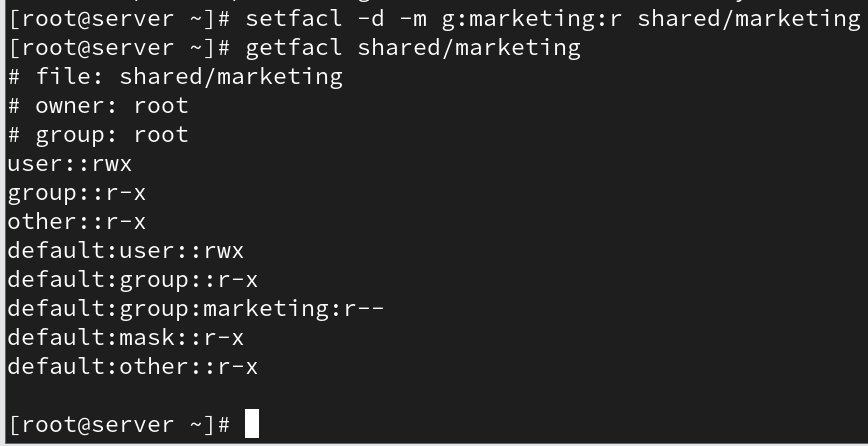 [root@server ~]# setfacl -d -m g:marketing:r shared/marketing
[root@server ~]# getfacl shared/marketing
# file: shared/marketing
# owner: root
# group: root
user::rwx
group::r-x
other::r-x
default:user::rwx
default:group::r-x
default:group:marketing:r--
default:mask::r-x
default:other::r-x
[root@server ~]#